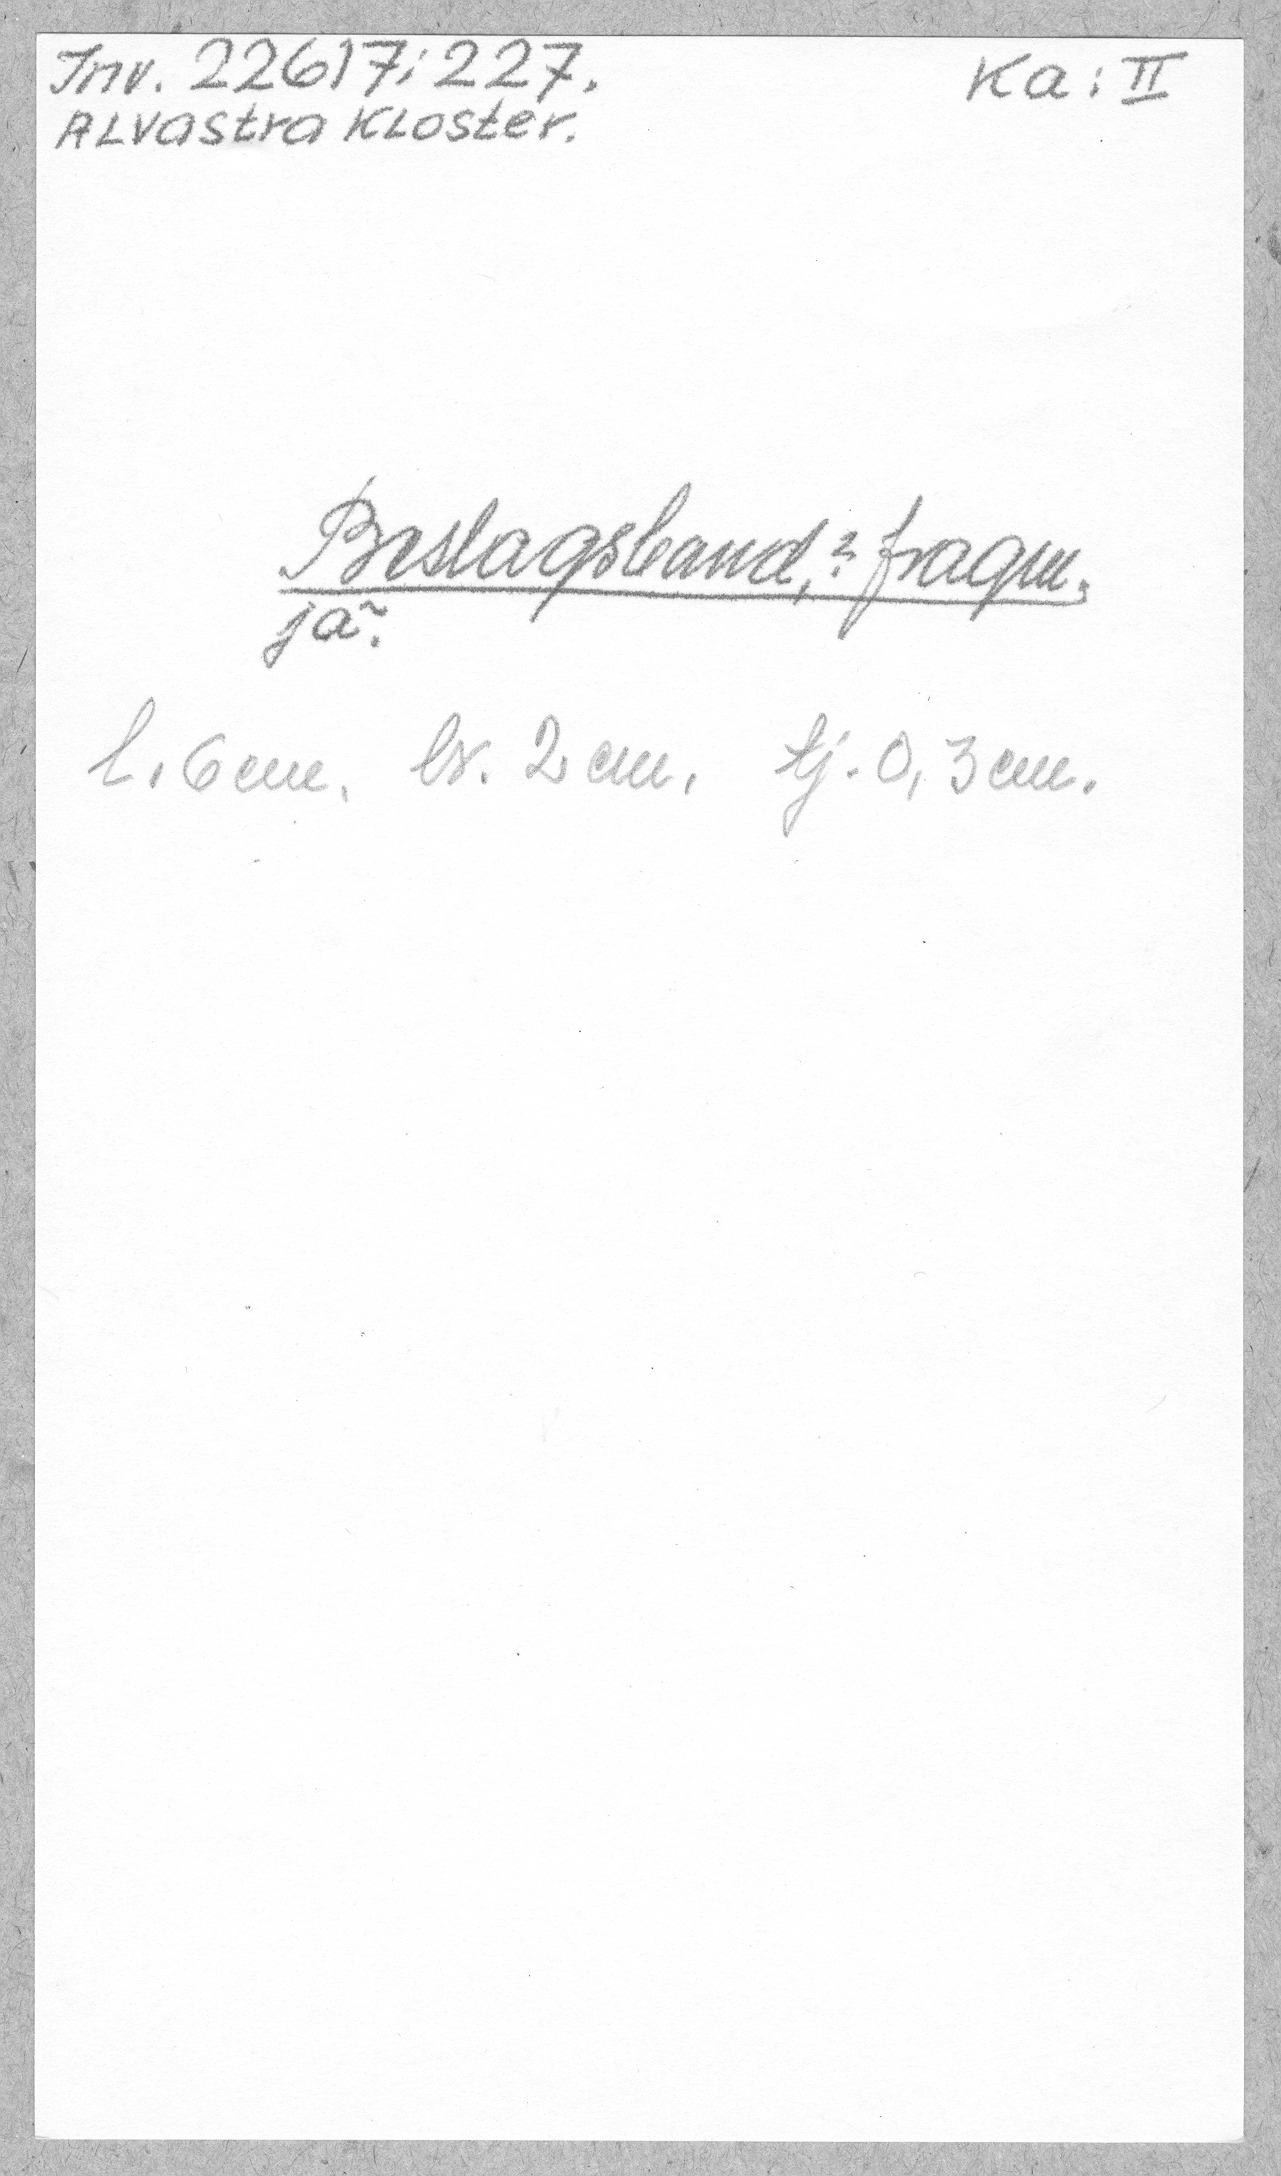 Inv. 22617:227. Ka: II
Alvastra Kloster.
Beslagsband,? fragm.
jä.
l. 6 cm. br. 2 cm. tj. 0,3 cm.